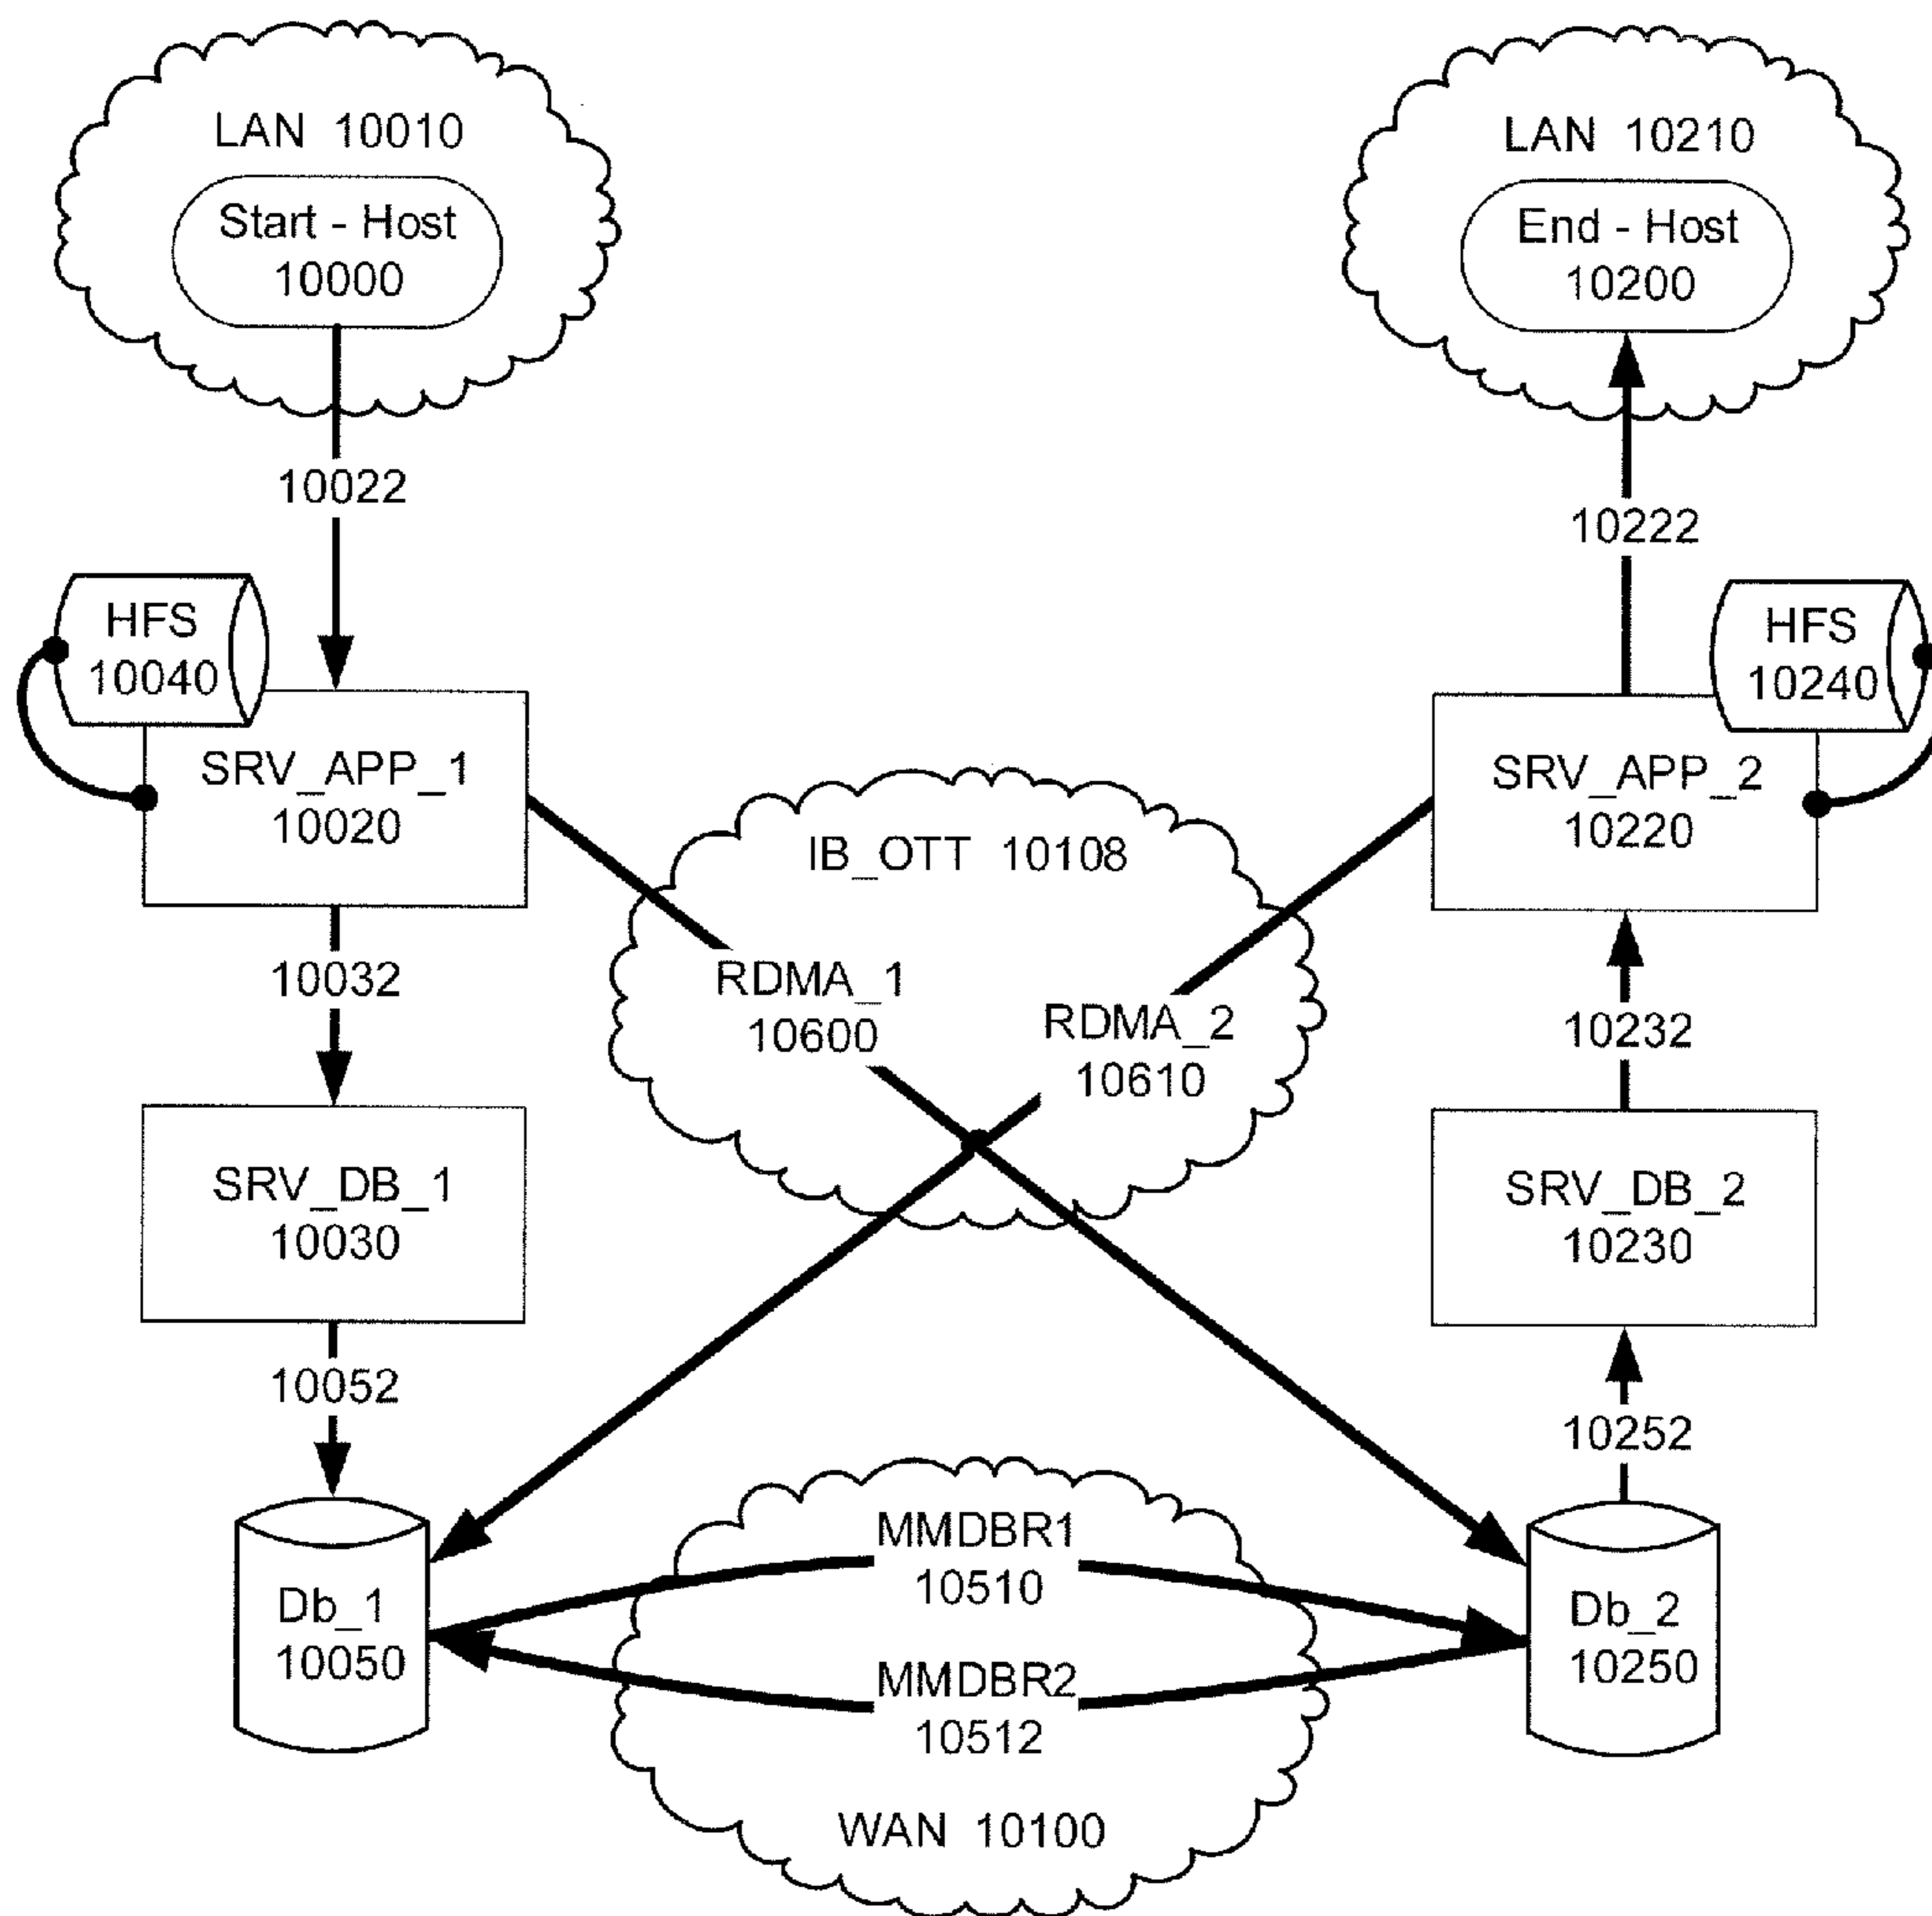 LAN 10010
Start - Host
10000
LAN 10210
End - Host
10200
10022
10222
HFS
10040
HFS
10240
SRV_APP_1
10020
SRV_APP_2
10220
IB_OTT 10108
RDMA_1
10600
RDMA_2
10610
10032
10232
SRV_DB_1
10030
SRV_DB_2
10230
10052
10252
Db_1
10050
MMDBR1
10510
MMDBR2
10512
Db_2
10250
WAN 10100